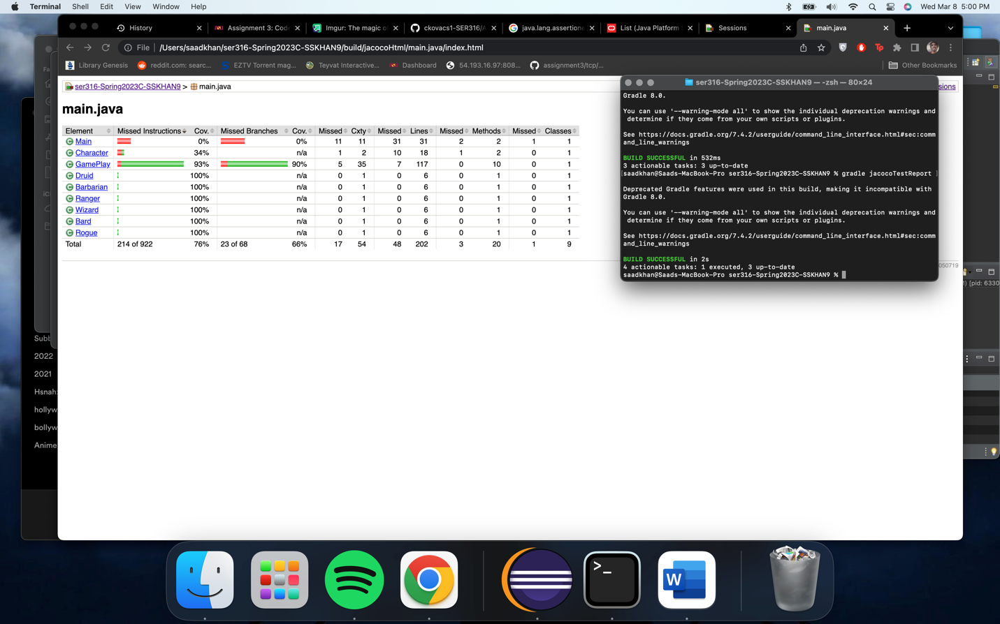 Terminal Shell Edit View Window Help Wed Mar 8 5:00 PM
History Assignment 3: Cod Imgur: The magic o ckovacs1-SER316/A java.lang.assertion List (Java Platform Sessions main.java
File /Users/saadkhan/ser316-Spring2023C-SSKHAN9/build/jacocoHtml/main.java/index.html
Library Genesis reddit.com: searc... EZTV Torrent mag... Teyvat Interactive... Dashboard 54.193.16.97:808... assignment3/tcp/... Other Bookmarks
ser316-Spring2023C-SSKHAN9 > main.java
sions
main.java
Element Missed Instructions Cov. Missed Branches Cov. Missed Cxty Missed Lines Missed Methods Missed Classes
Main 0% 0% 11 11 31 31 2 2 1 1
Character 34% n/a 1 2 10 18 1 2 0 1
GamePlay 93% 90% 5 35 7 117 0 10 0 1
Druid 100% n/a 0 1 0 6 0 1 0 1
Barbarian 100% n/a 0 1 0 6 0 1 0 1
Ranger 100% n/a 0 1 0 6 0 1 0 1
Wizard 100% n/a 0 1 0 6 0 1 0 1
Bard 100% n/a 0 1 0 6 0 1 0 1
Rogue 100% n/a 0 1 0 6 0 1 0 1
Total 214 of 922 76% 23 of 68 66% 17 54 48 202 3 20 1 9
050719
ser316-Spring2023C-SSKHAN9 — -zsh — 80×24
Gradle 8.0.
You can use '--warning-mode all' to show the individual deprecation warnings and
determine if they come from your own scripts or plugins.
See https://docs.gradle.org/7.4.2/userguide/command_line_interface.html#sec:comm
and_line_warnings
BUILD SUCCESSFUL in 532ms
3 actionable tasks: 3 up-to-date
[saadkhan@Saads-MacBook-Pro ser316-Spring2023C-SSKHAN9 % gradle jacocoTestReport ]
Deprecated Gradle features were used in this build, making it incompatible with
Gradle 8.0.
You can use '--warning-mode all' to show the individual deprecation warnings and
determine if they come from your own scripts or plugins.
See https://docs.gradle.org/7.4.2/userguide/command_line_interface.html#sec:comm
and_line_warnings
BUILD SUCCESSFUL in 2s
4 actionable tasks: 1 executed, 3 up-to-date
saadkhan@Saads-MacBook-Pro ser316-Spring2023C-SSKHAN9 %
1) [pid: 6330
Fa
iC
Subb
2022
2021
Hsnah
hollyw
bollyw
Anime
>_
W